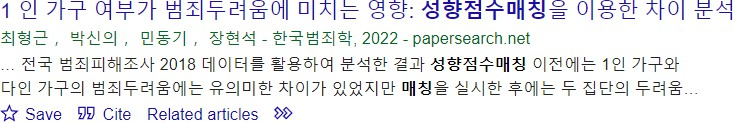 1 인 가구 여부가 범죄두려움에 미치는 영향: 성향점수매칭을 이용한 차이 분석
최형근 , 박신의 , 민동기 , 장현석 - 한국범죄학, 2022 - papersearch.net
... 전국 범죄피해조사 2018 데이터를 활용하여 분석한 결과 성향점수매칭 이전에는 1인 가구와
다인 가구의 범죄두려움에는 유의미한 차이가 있었지만 매칭을 실시한 후에는 두 집단의 두려움...
Save Cite Related articles